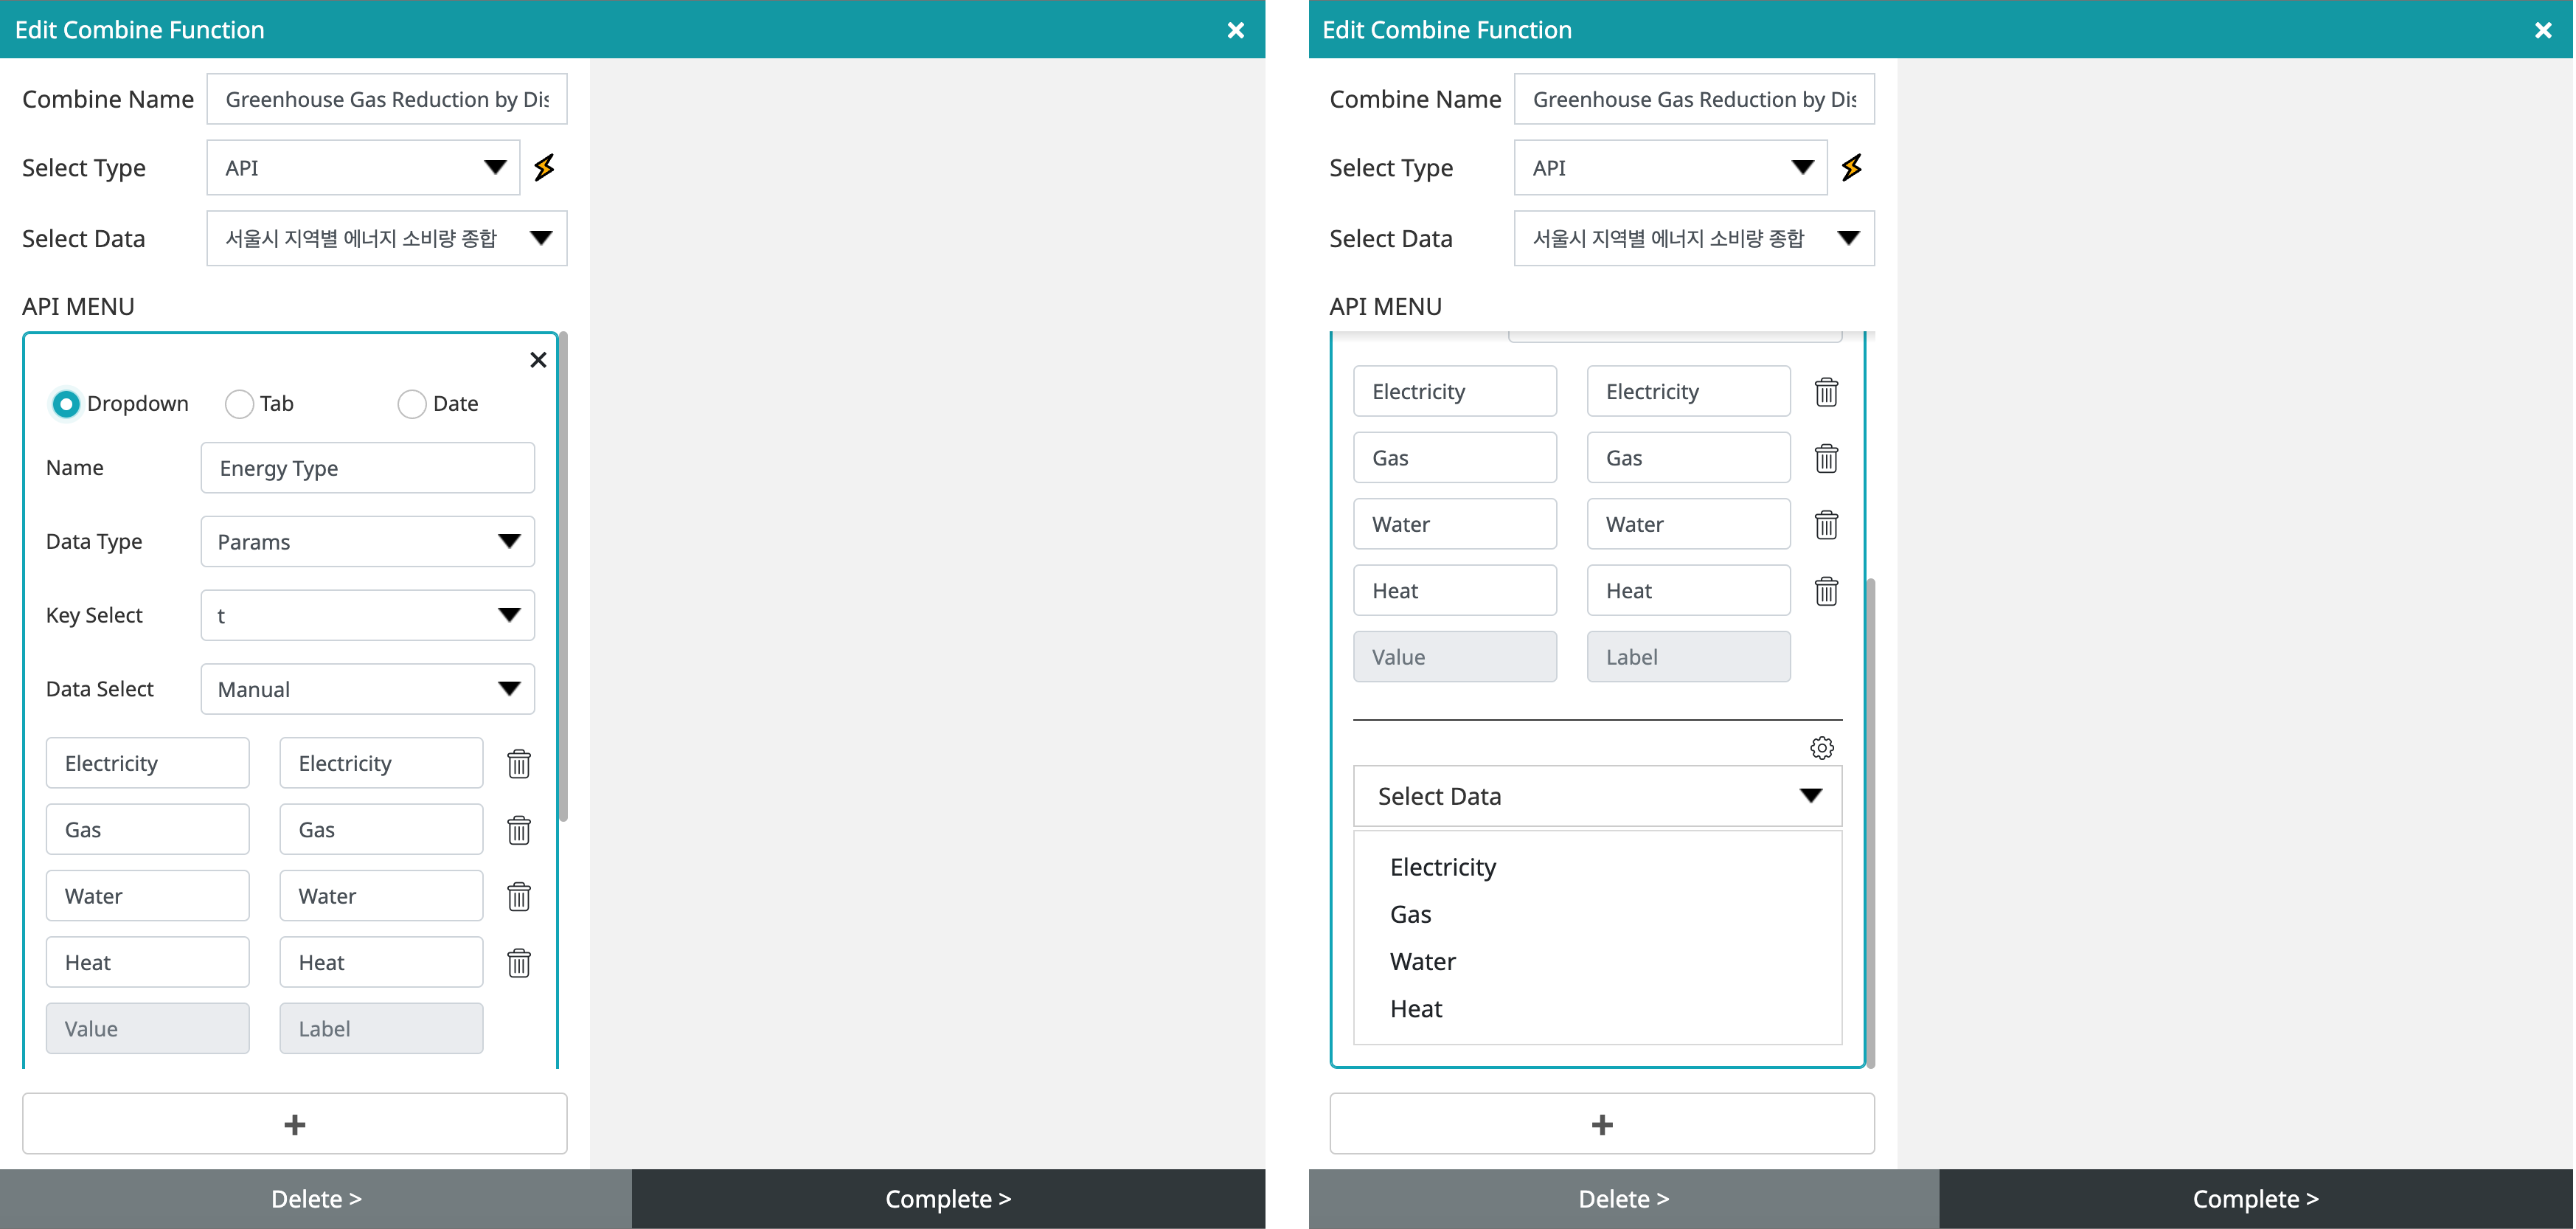 Edit Combine Function
Combine Name
Greenhouse Gas Reduction by Dis
Select Type
API
Select Data
서울시 지역별 에너지 소비량 종합
API MENU
Dropdown
Tab
Date
Name
Energy Type
Data Type
Params
Key Select
t
Data Select
Manual
Electricity
Electricity
Gas
Gas
Water
Water
Heat
Heat
Value
Label
Delete >
Complete >
Edit Combine Function
Combine Name
Greenhouse Gas Reduction by Dis
Select Type
API
Select Data
서울시 지역별 에너지 소비량 종합
API MENU
Electricity
Electricity
Gas
Gas
Water
Water
Heat
Heat
Value
Label
Select Data
Electricity
Gas
Water
Heat
Delete >
Complete >